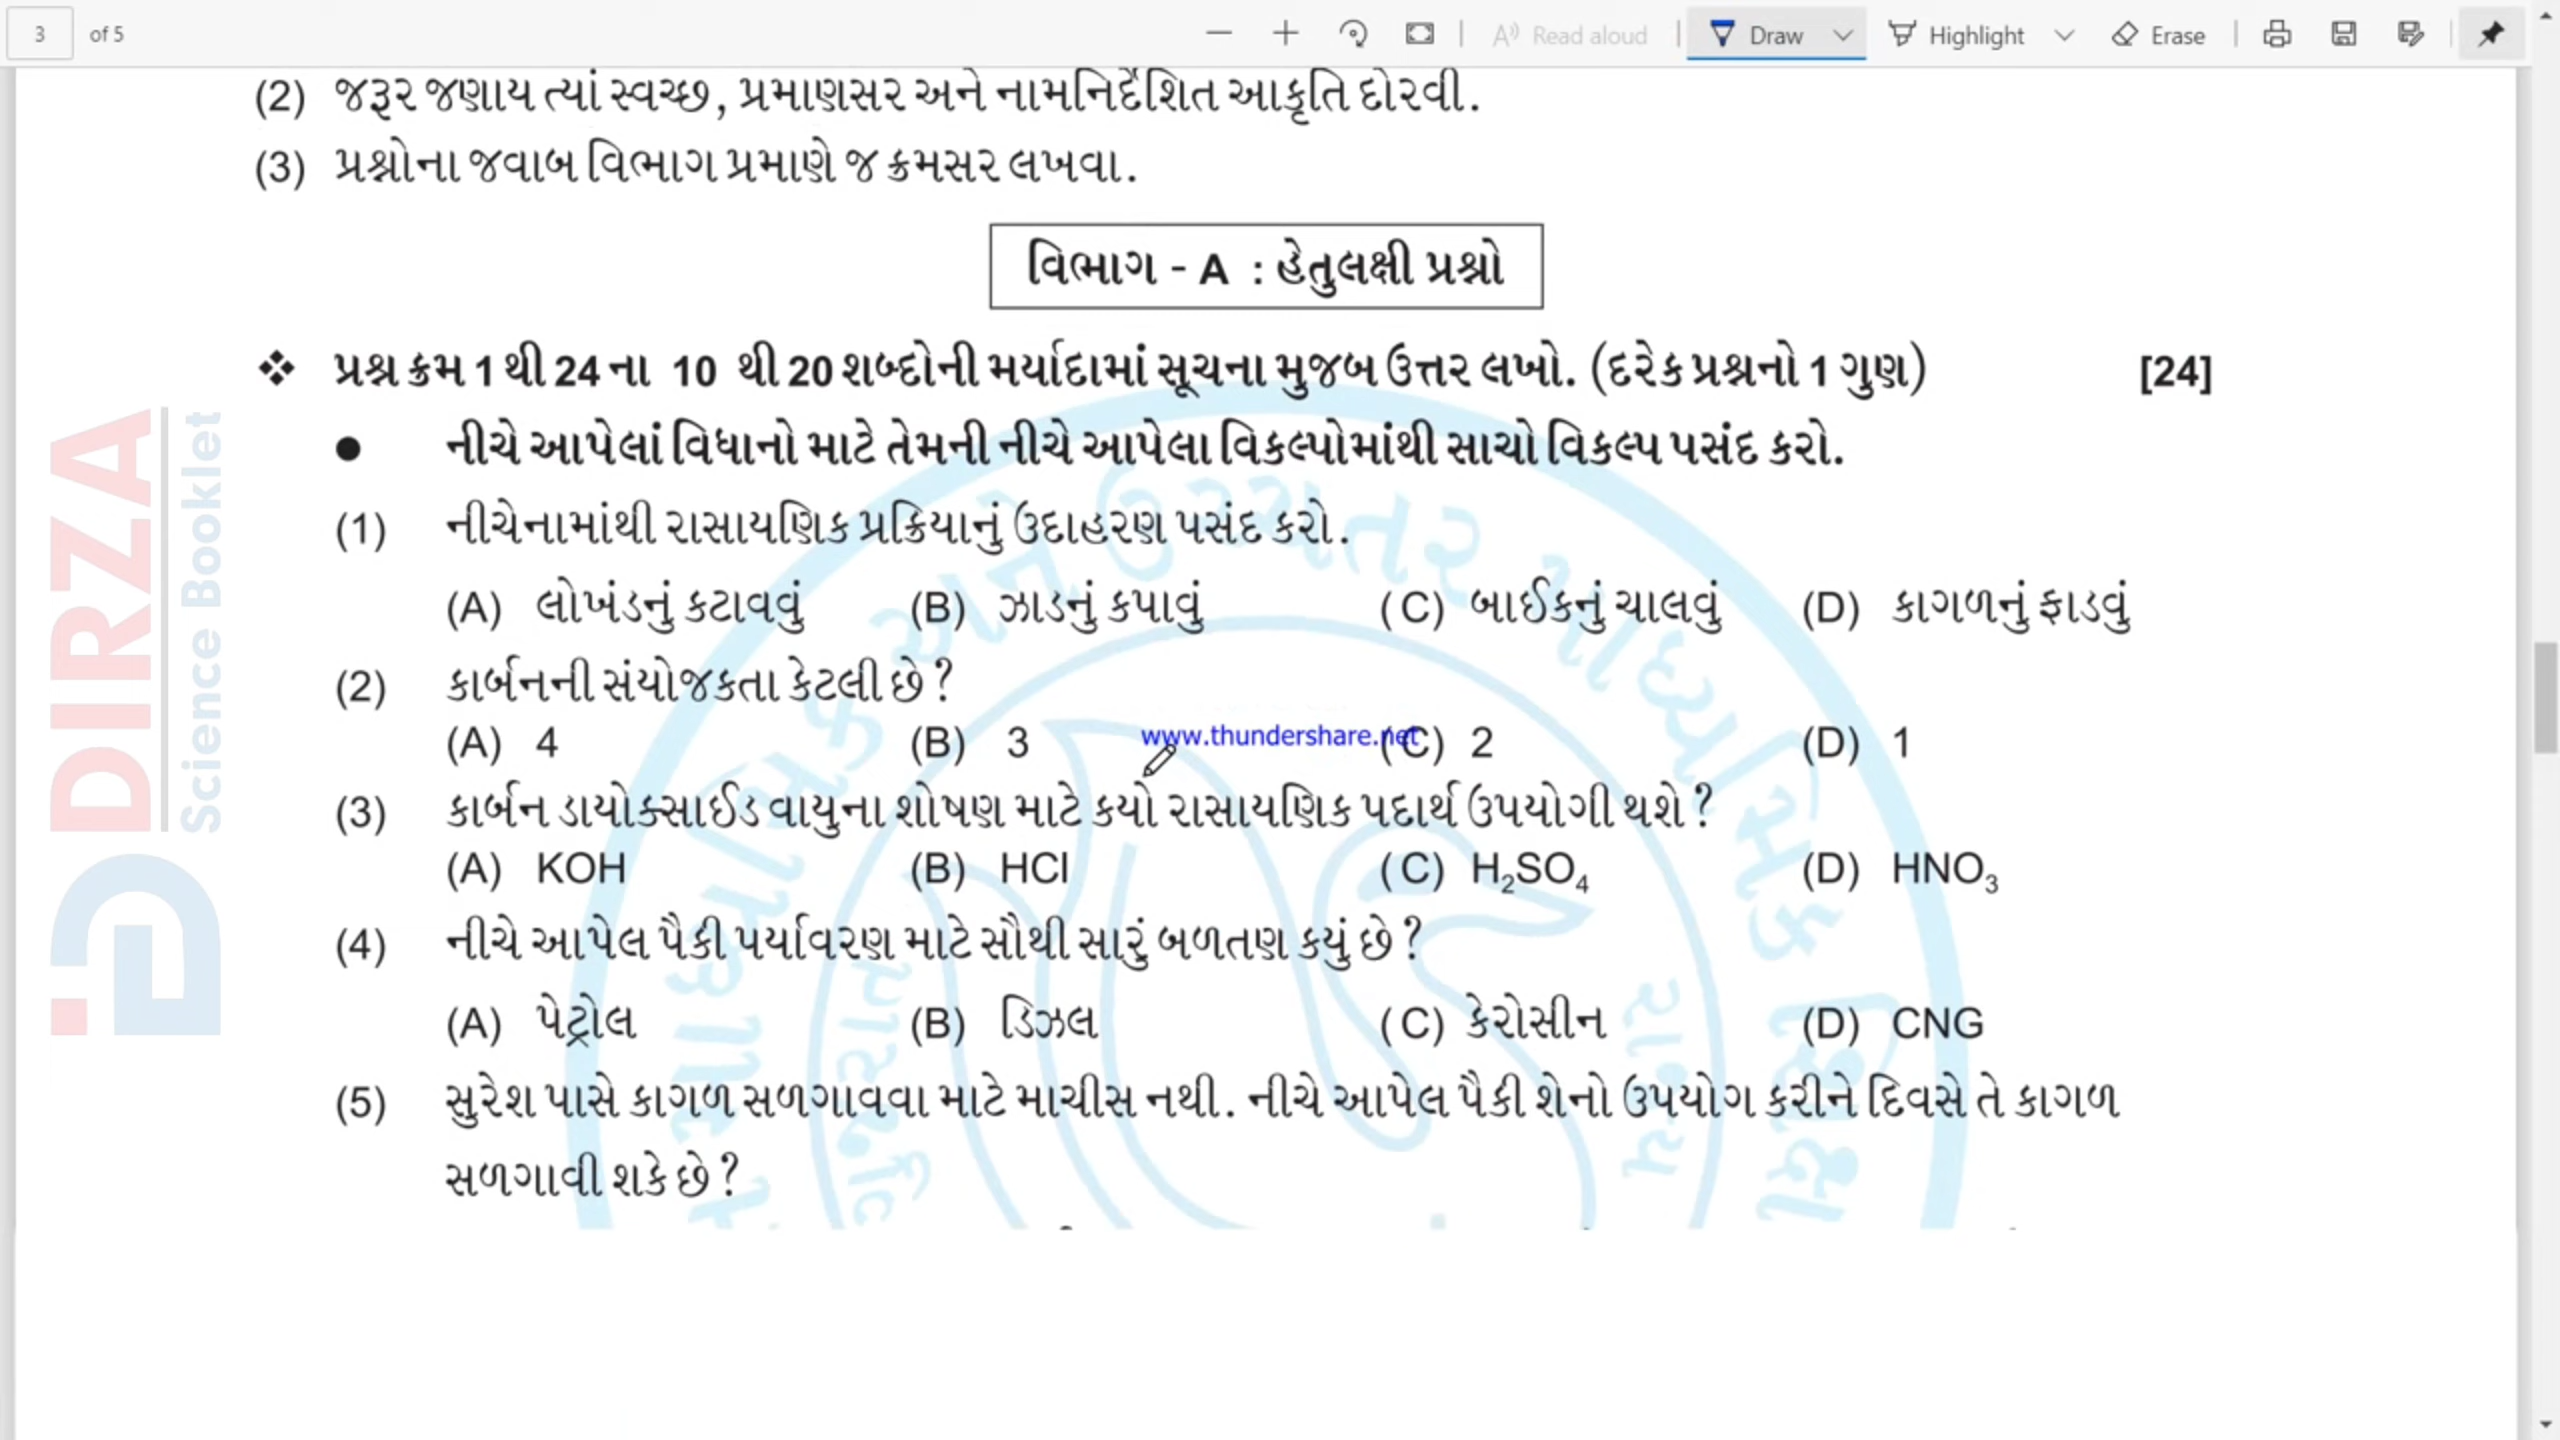 3 of 5 Read aloud Draw Highlight Erase
(2) જરૂર જણાય ત્યાં સ્વચ્છ, પ્રમાણસર અને નામનિર્દેશિત આકૃતિ દોરવી.
(3) પ્રશ્નોના જવાબ વિભાગ પ્રમાણે જ ક્રમસર લખવા.
વિભાગ - A : હેતુલક્ષી પ્રશ્નો
❖ પ્રશ્ન ક્રમ 1 થી 24 ના 10 થી 20 શબ્દોની મર્યાદામાં સૂચના મુજબ ઉત્તર લખો. (દરેક પ્રશ્નનો 1 ગુણ) [24]
● નીચે આપેલાં વિધાનો માટે તેમની નીચે આપેલા વિકલ્પોમાંથી સાચો વિકલ્પ પસંદ કરો.
(1) નીચેનામાંથી રાસાયણિક પ્રક્રિયાનું ઉદાહરણ પસંદ કરો.
(A) લોખંડનું કટાવવું (B) ઝાડનું કપાવું (C) બાઈકનું ચાલવું (D) કાગળનું ફાડવું
(2) કાર્બનની સંયોજકતા કેટલી છે?
(A) 4 (B) 3 (C) 2 (D) 1
www.thundershare.net
(3) કાર્બન ડાયોક્સાઈડ વાયુના શોષણ માટે કયો રાસાયણિક પદાર્થ ઉપયોગી થશે?
(A) KOH (B) HCl (C) H₂SO₄ (D) HNO₃
(4) નીચે આપેલ પૈકી પર્યાવરણ માટે સૌથી સારું બળતણ કયું છે?
(A) પેટ્રોલ (B) ડિઝલ (C) કેરોસીન (D) CNG
(5) સુરેશ પાસે કાગળ સળગાવવા માટે માચીસ નથી. નીચે આપેલ પૈકી શેનો ઉપયોગ કરીને દિવસે તે કાગળ
સળગાવી શકે છે?
DIRZA
Science Booklet